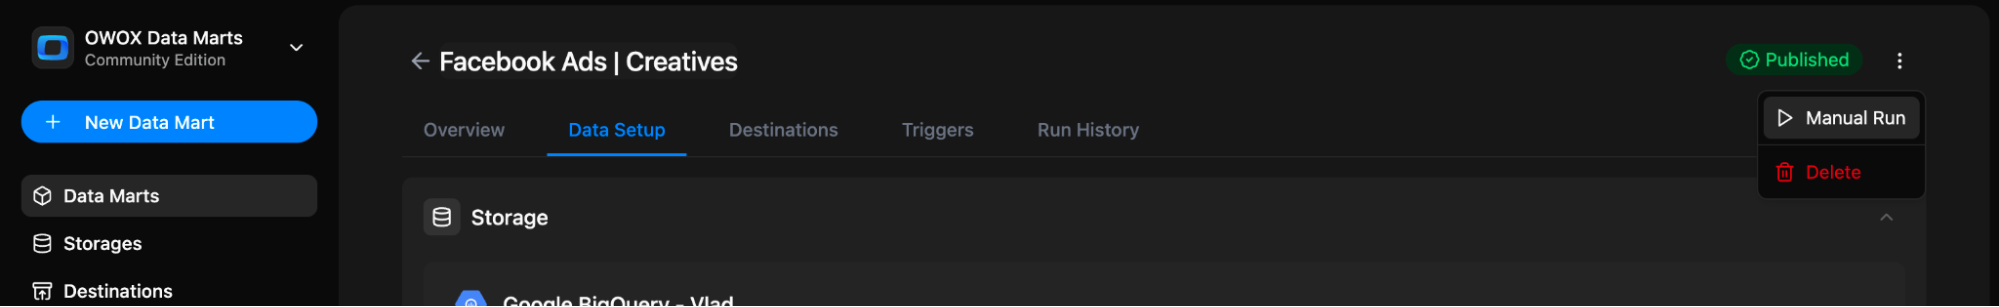 OWOX Data Marts
Community Edition
New Data Mart
Data Marts
Storages
Destinations
Facebook Ads | Creatives
Published
Manual Run
Delete
Overview
Data Setup
Destinations
Triggers
Run History
Storage
Google BigQuery - Vlad